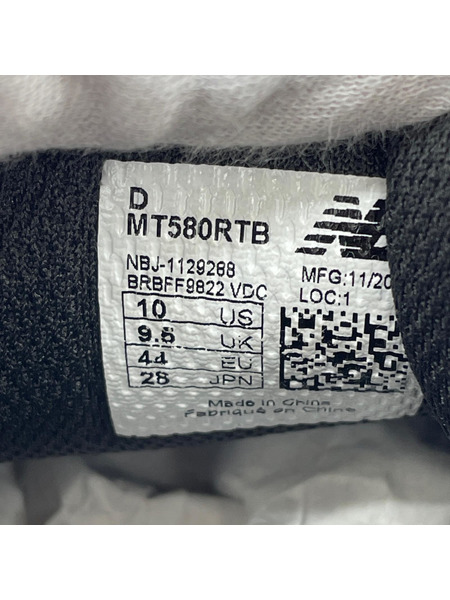 D
MT580RTB
NBJ-1129268
BRBFF9822 VDC
MFG:11/20
LOC:1
10 US
9.5 UK
44 EU
28 JPN
Made in China
Fabriqué en Chine